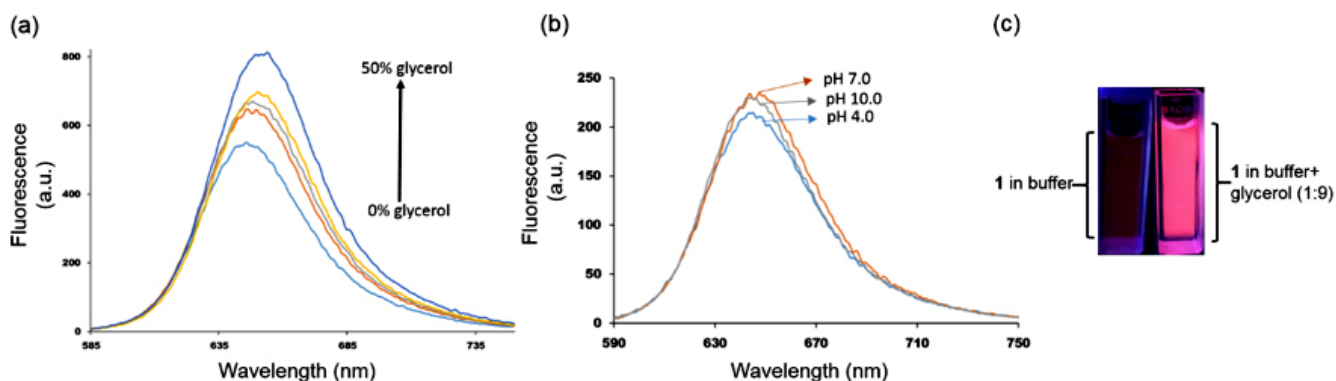 (a)
800
600
400
200
0
585
635
685
735
Fluorescence
(a.u.)
Wavelength (nm)
50% glycerol
0% glycerol
(b)
250
200
150
100
50
0
590
630
670
710
750
Fluorescence
(a.u.)
Wavelength (nm)
pH 7.0
pH 10.0
pH 4.0
(c)
1 in buffer
1 in buffer+
glycerol (1:9)